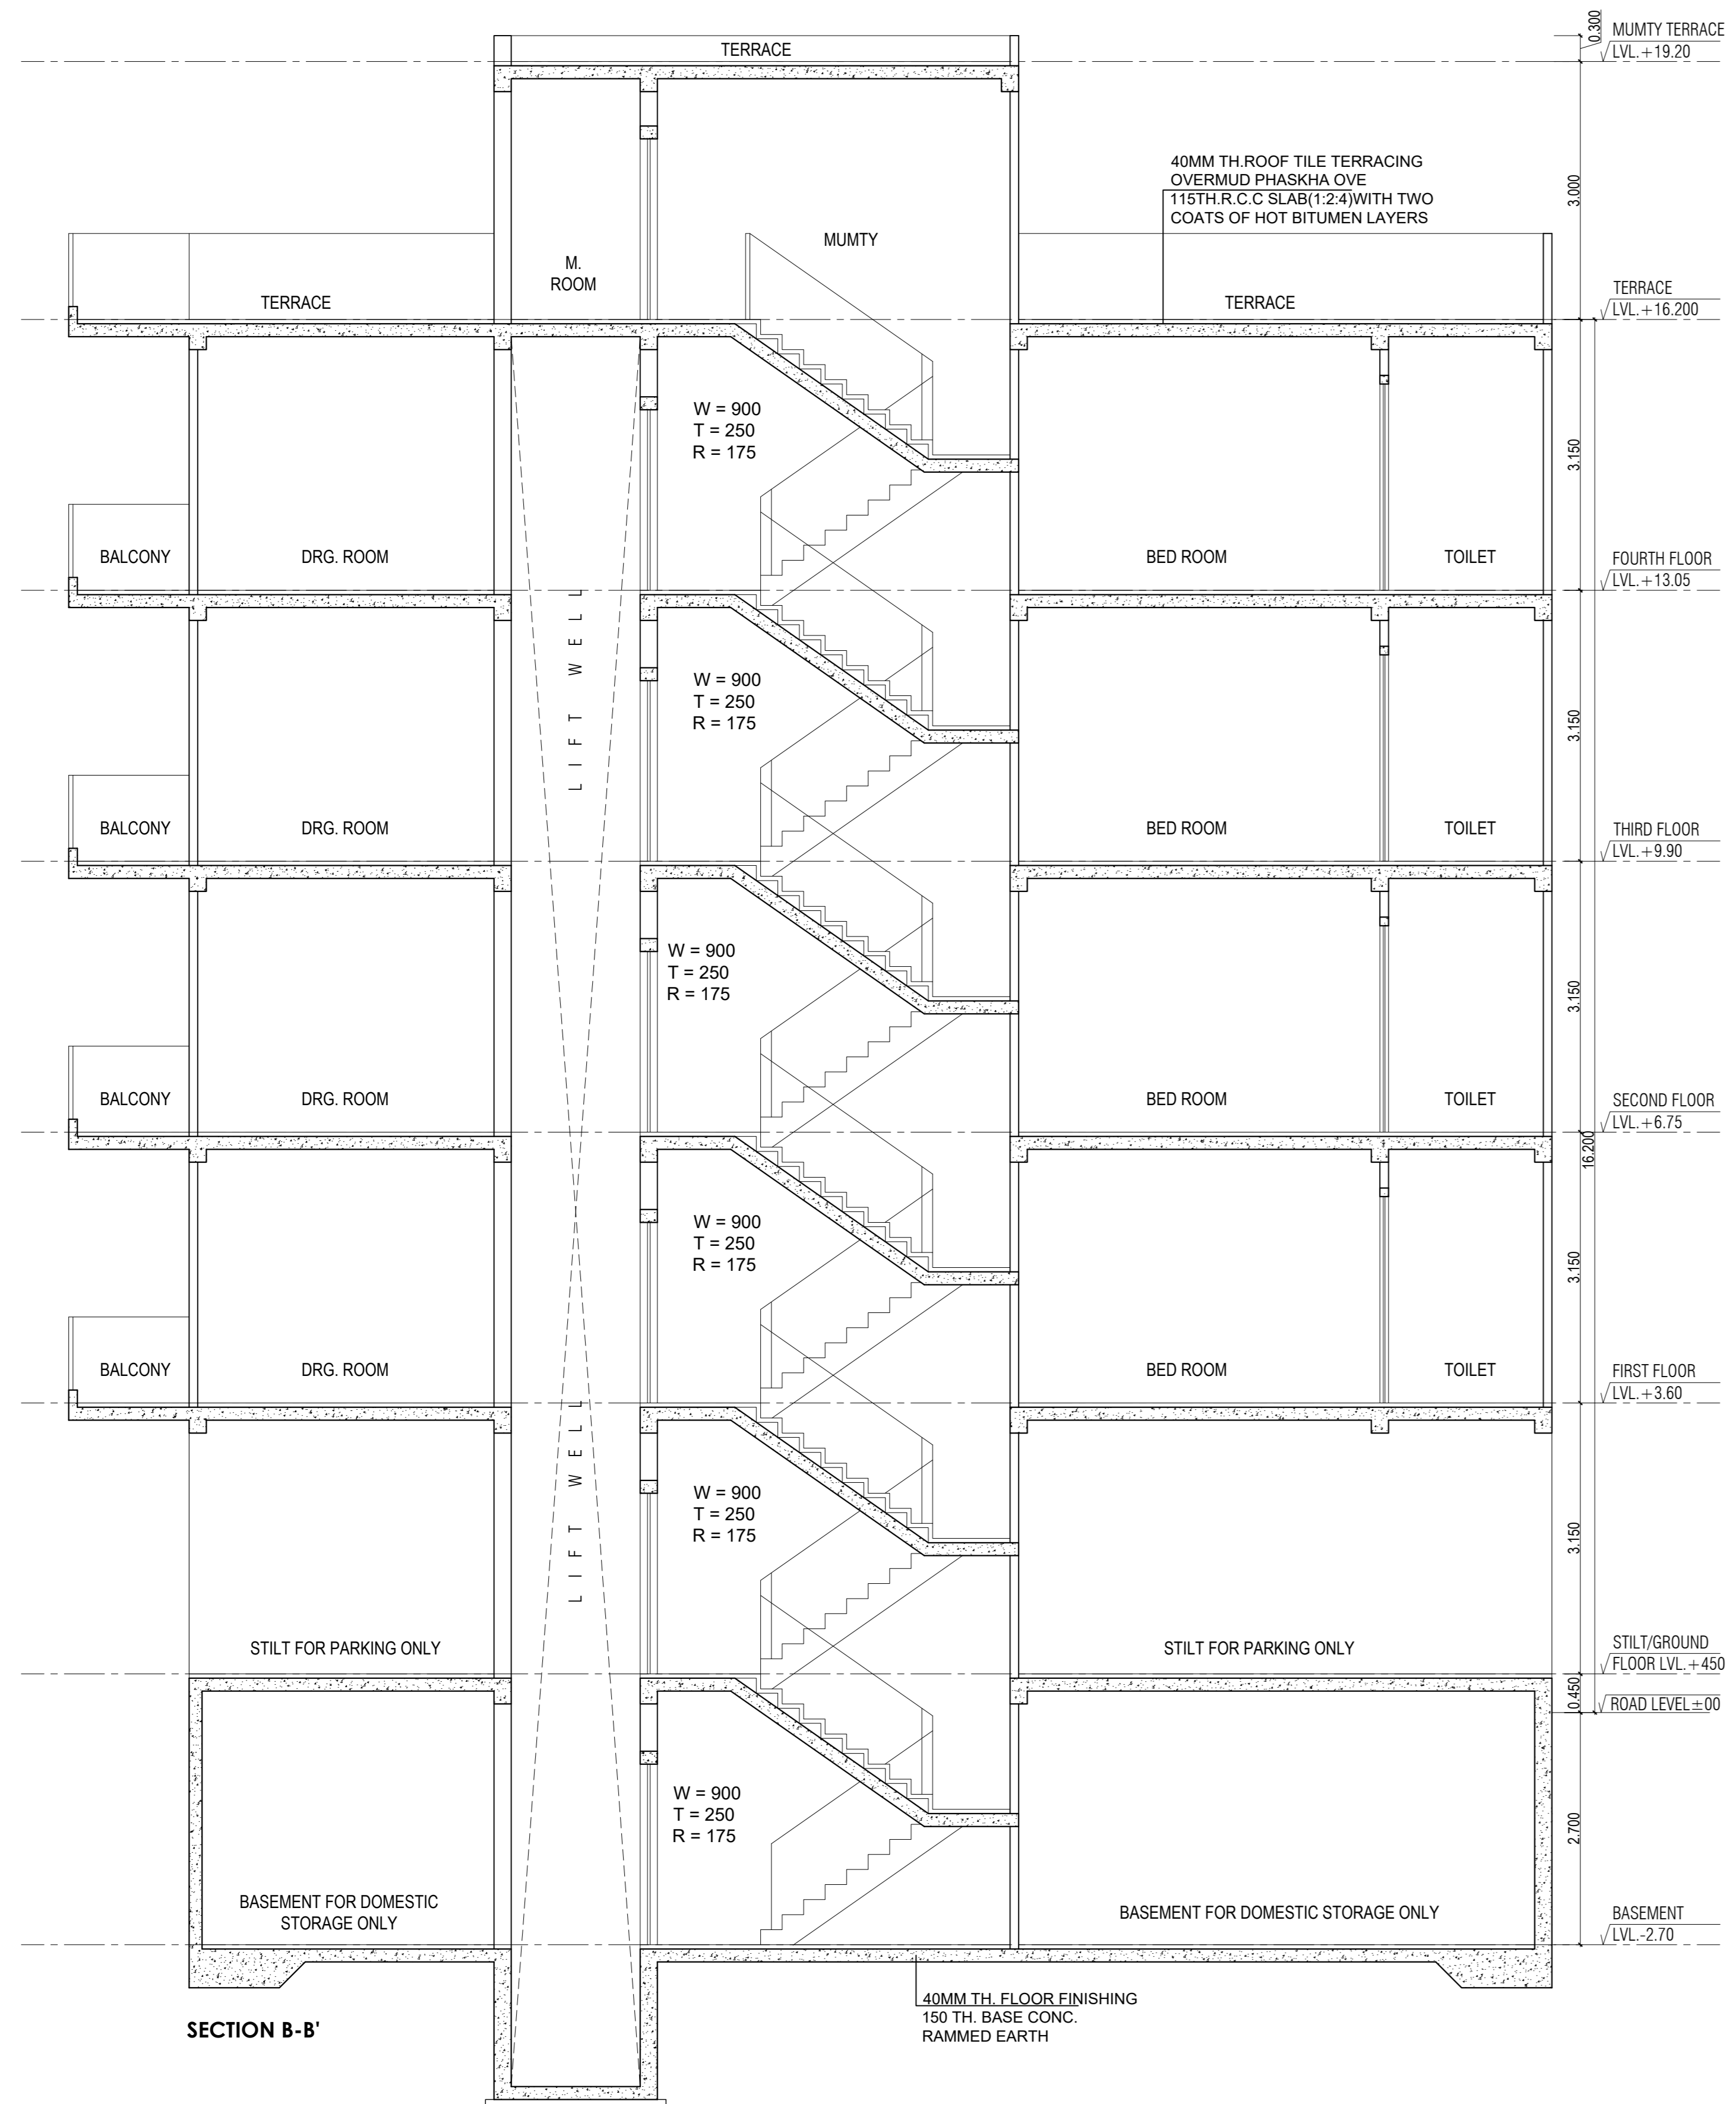 0.300
MUMTY TERRACE
LVL.+19.20
TERRACE
40MM TH.ROOF TILE TERRACING
OVERMUD PHASKHA OVE
115TH.R.C.C SLAB(1:2:4)WITH TWO
COATS OF HOT BITUMEN LAYERS
3.000
MUMTY
M.
ROOM
TERRACE
TERRACE
TERRACE
LVL.+16.200
W = 900
T = 250
R = 175
3.150
BALCONY
DRG. ROOM
BED ROOM
TOILET
FOURTH FLOOR
LVL.+13.05
LIFT WELL
W = 900
T = 250
R = 175
3.150
BALCONY
DRG. ROOM
BED ROOM
TOILET
THIRD FLOOR
LVL.+9.90
W = 900
T = 250
R = 175
3.150
BALCONY
DRG. ROOM
BED ROOM
TOILET
SECOND FLOOR
LVL.+6.75
16.200
W = 900
T = 250
R = 175
3.150
BALCONY
DRG. ROOM
BED ROOM
TOILET
FIRST FLOOR
LVL.+3.60
LIFT WELL
W = 900
T = 250
R = 175
3.150
STILT FOR PARKING ONLY
STILT FOR PARKING ONLY
STILT/GROUND
FLOOR LVL.+450
0.450
ROAD LEVEL±00
W = 900
T = 250
R = 175
2.700
BASEMENT FOR DOMESTIC
STORAGE ONLY
BASEMENT FOR DOMESTIC STORAGE ONLY
BASEMENT
LVL.-2.70
40MM TH. FLOOR FINISHING
150 TH. BASE CONC.
RAMMED EARTH
SECTION B-B'